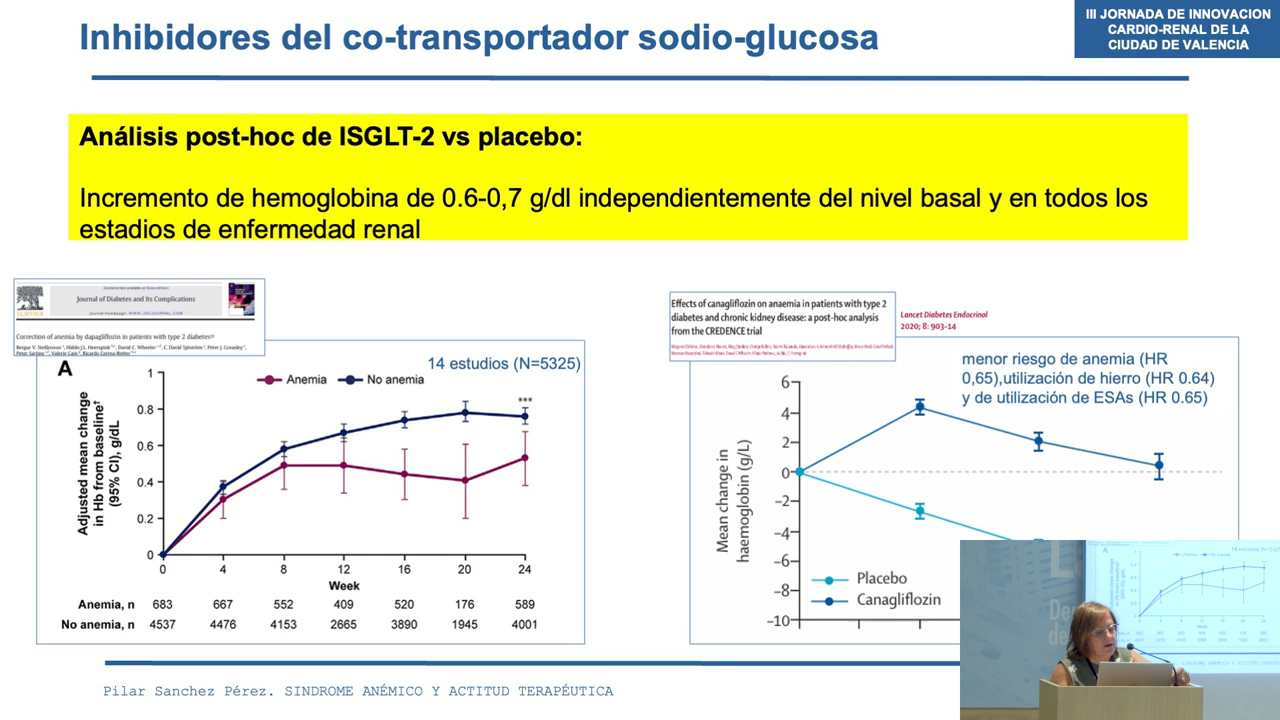 Inhibidores del co-transportador sodio-glucosa
III JORNADA DE INNOVACION
CARDIO-RENAL DE LA
CIUDAD DE VALENCIA
Análisis post-hoc de ISGLT-2 vs placebo:
Incremento de hemoglobina de 0.6-0,7 g/dl independientemente del nivel basal y en todos los
estadios de enfermedad renal
Journal of Diabetes and Its Complications
Correction of anemia by dapagliflozin in patients with type 2 diabetes
A
14 estudios (N=5325)
Anemia
No anemia
Adjusted mean change
in Hb from baseline†
(95% CI), g/dL
1
0.8
0.6
0.4
0.2
0
***
0 4 8 12 16 20 24
Week
Anemia, n 683 667 552 409 520 176 589
No anemia, n 4537 4476 4153 2665 3890 1945 4001
Effects of canagliflozin on anaemia in patients with type 2
diabetes and chronic kidney disease: a post-hoc analysis
from the CREDENCE trial
Lancet Diabetes Endocrinol
2020; 8: 903-14
menor riesgo de anemia (HR
0,65),utilización de hierro (HR 0.64)
y de utilización de ESAs (HR 0.65)
Mean change in
haemoglobin (g/L)
6
4
2
0
−2
−4
−6
−8
−10
Placebo
Canagliflozin
Pilar Sanchez Pérez. SINDROME ANÉMICO Y ACTITUD TERAPÉUTICA